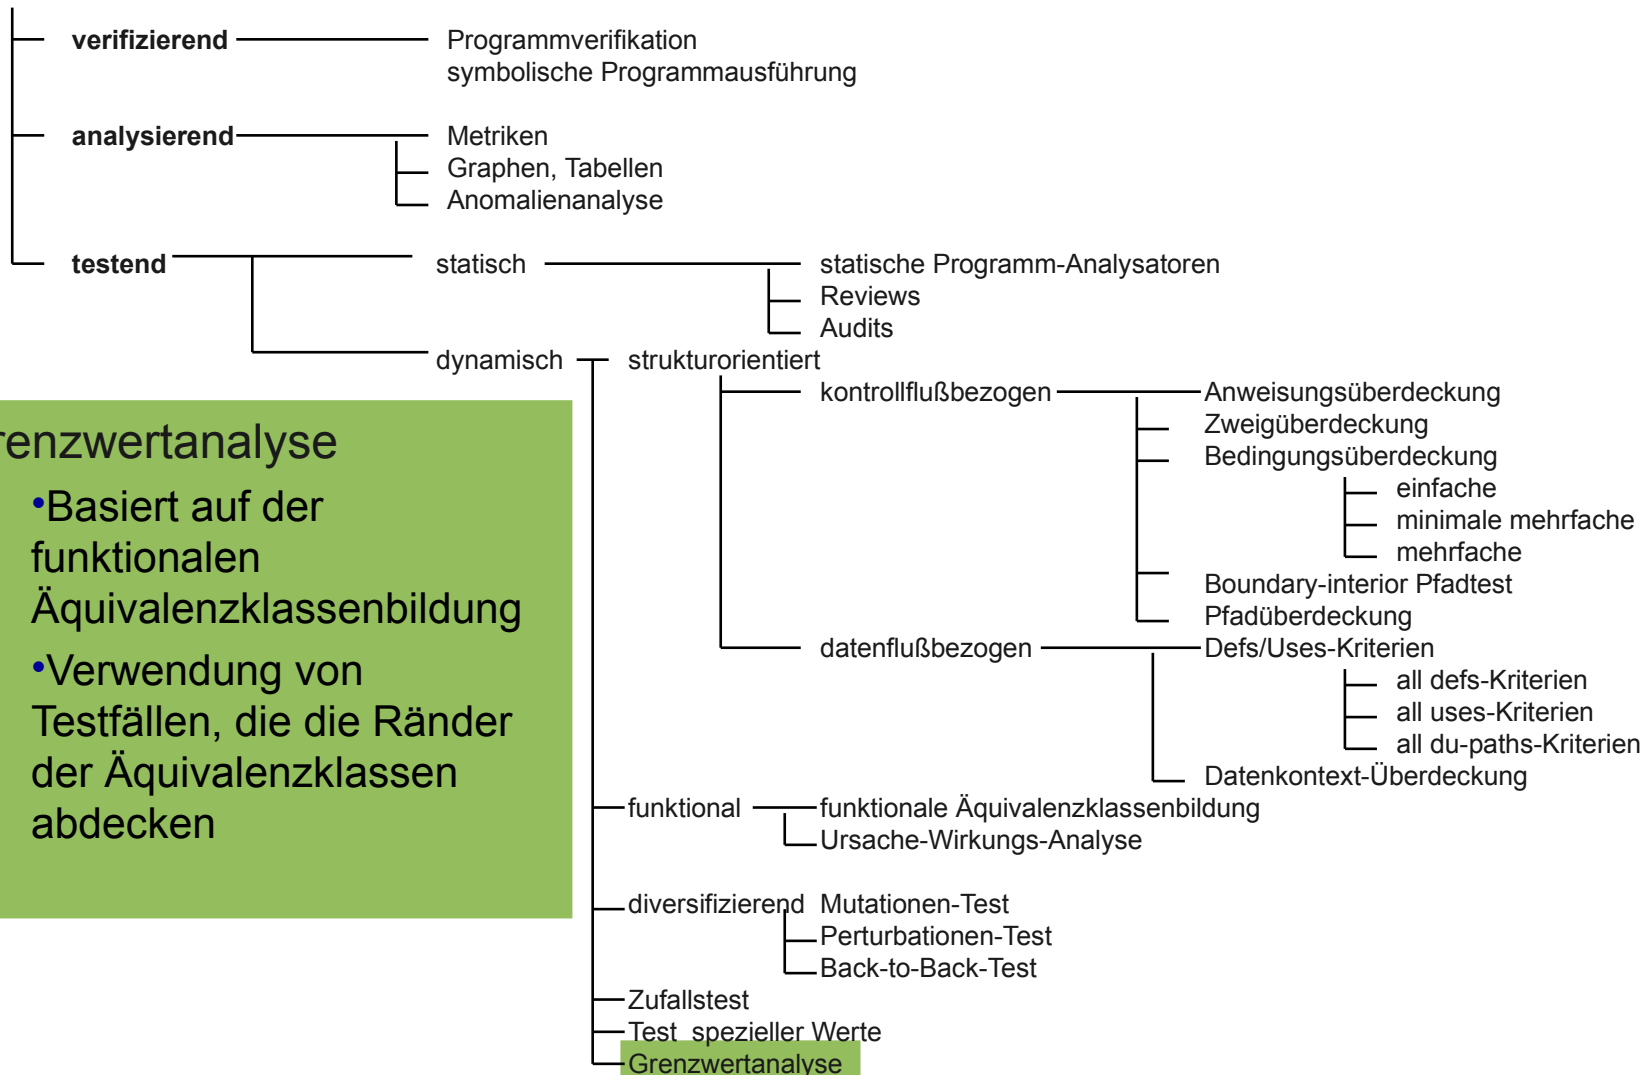 verifizierend Programmverifikation
symbolische Programmausführung
analysierend Metriken
Graphen, Tabellen
Anomalienanalyse
testend statisch statische Programm-Analysatoren
Reviews
Audits
dynamisch strukturorientiert
kontrollflußbezogen Anweisungsüberdeckung
Zweigüberdeckung
Bedingungsüberdeckung
einfache
minimale mehrfache
mehrfache
Boundary-interior Pfadtest
Pfadüberdeckung
datenflußbezogen Defs/Uses-Kriterien
all defs-Kriterien
all uses-Kriterien
all du-paths-Kriterien
Datenkontext-Überdeckung
funktional funktionale Äquivalenzklassenbildung
Ursache-Wirkungs-Analyse
diversifizierend Mutationen-Test
Perturbationen-Test
Back-to-Back-Test
Zufallstest
Test spezieller Werte
Grenzwertanalyse
renzwertanalyse
•Basiert auf der
funktionalen
Äquivalenzklassenbildung
•Verwendung von
Testfällen, die die Ränder
der Äquivalenzklassen
abdecken